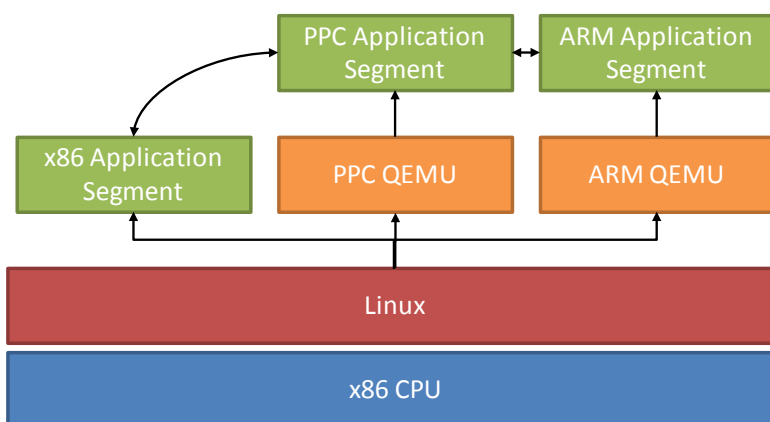 PPC Application
Segment
ARM Application
Segment
x86 Application
Segment
PPC QEMU
ARM QEMU
Linux
x86 CPU